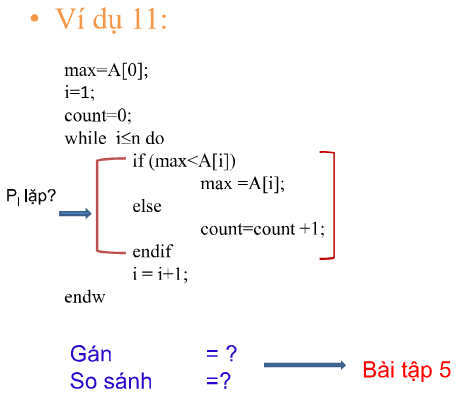 • Ví dụ 11:
max=A[0];
i=1;
count=0;
while i≤n do
if (max<A[i])
max =A[i];
Pᵢ lặp?
else
count=count +1;
endif
i = i+1;
endw
Gán = ?
So sánh =?
Bài tập 5